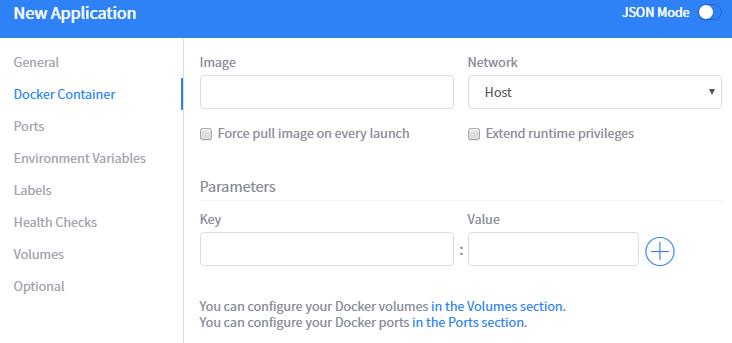 New Application
JSON Mode
General
Docker Container
Ports
Environment Variables
Labels
Health Checks
Volumes
Optional
Image
Network
Host
Force pull image on every launch
Extend runtime privileges
Parameters
Key
Value
:
You can configure your Docker volumes in the Volumes section.
You can configure your Docker ports in the Ports section.